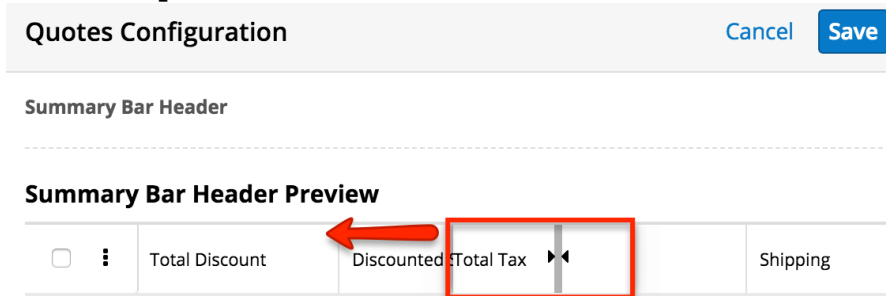 Quotes Configuration Cancel Save
Summary Bar Header
Summary Bar Header Preview
Total Discount Discounted Total Tax Shipping